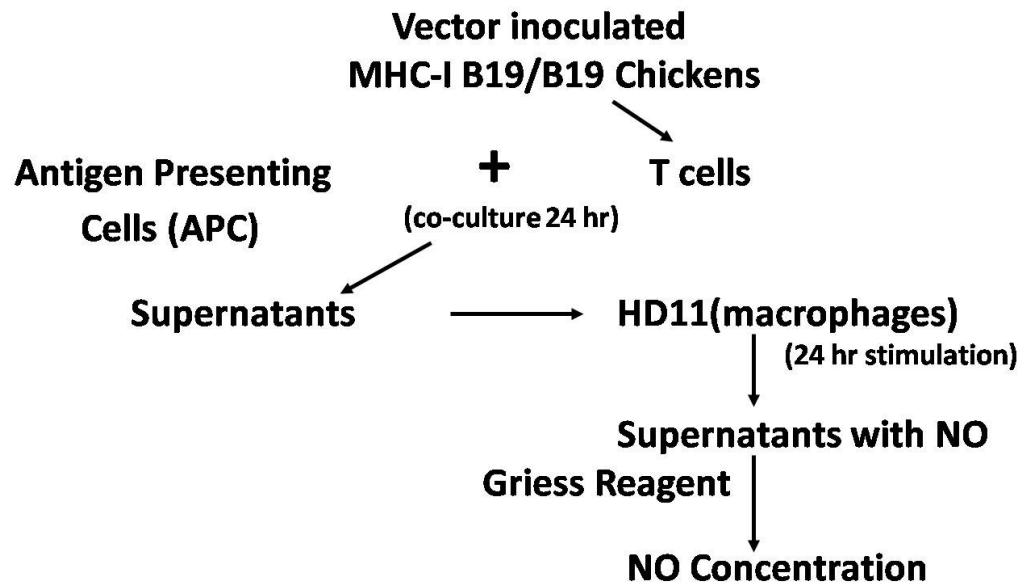 Vector inoculated
MHC-I B19/B19 Chickens
Antigen Presenting
Cells (APC)
+
(co-culture 24 hr)
T cells
Supernatants
HD11(macrophages)
(24 hr stimulation)
Supernatants with NO
Griess Reagent
NO Concentration